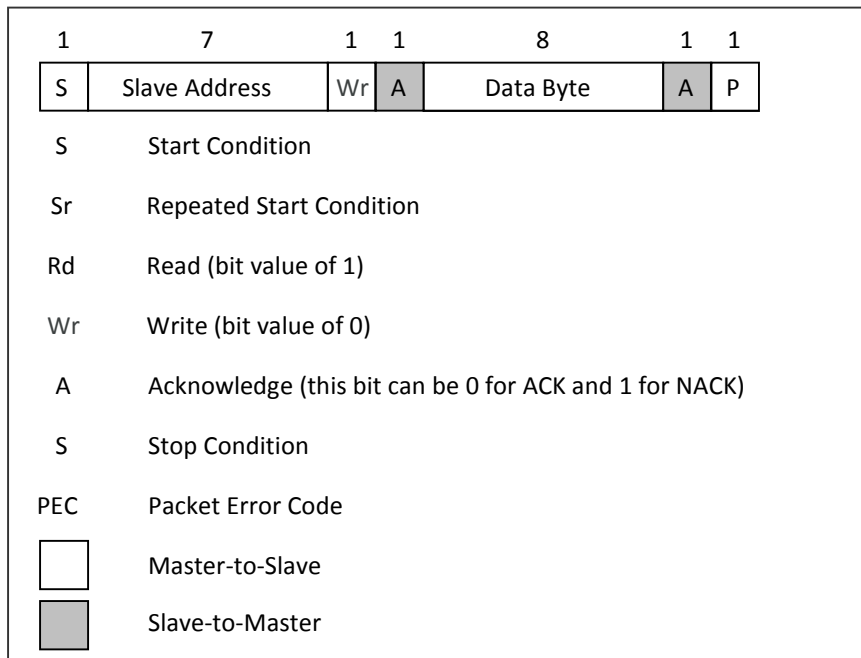 1 7 1 1 8 1 1
S Slave Address Wr A Data Byte A P
S Start Condition
Sr Repeated Start Condition
Rd Read (bit value of 1)
Wr Write (bit value of 0)
A Acknowledge (this bit can be 0 for ACK and 1 for NACK)
S Stop Condition
PEC Packet Error Code
Master-to-Slave
Slave-to-Master